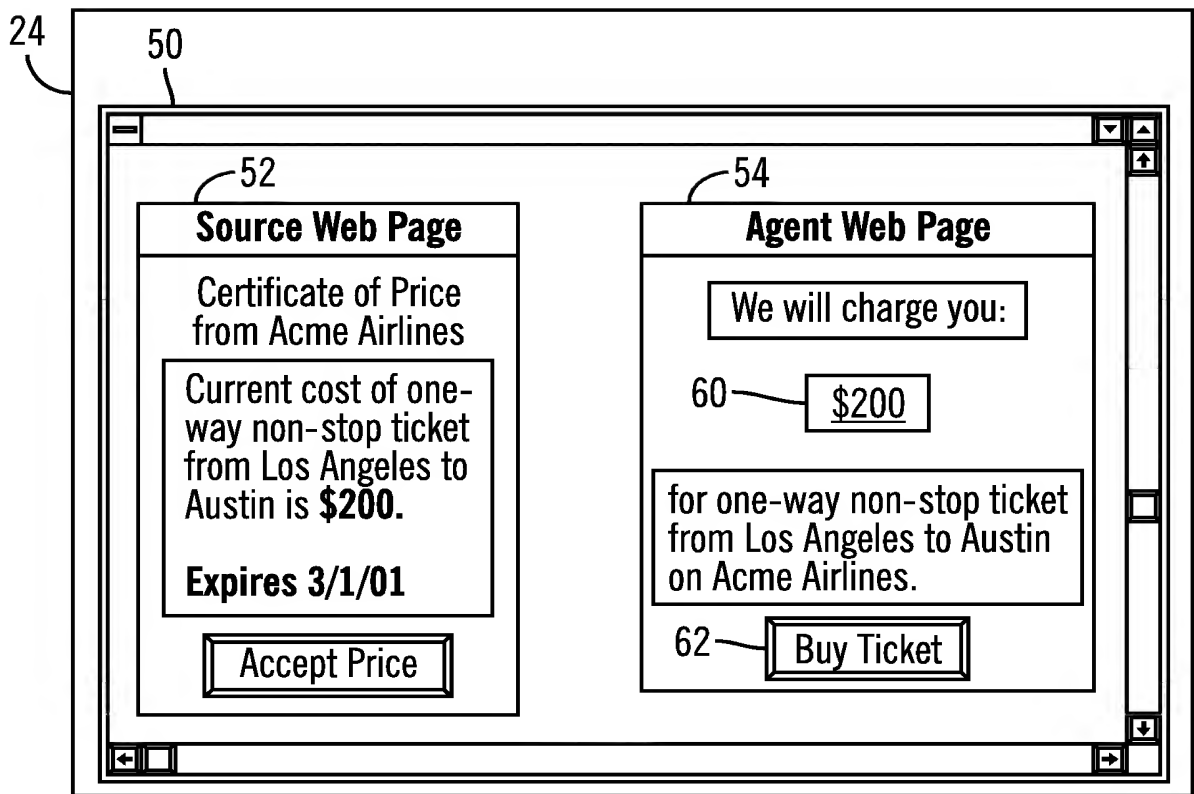 24
50
52
Source Web Page
Certificate of Price
from Acme Airlines
Current cost of one-
way non-stop ticket
from Los Angeles to
Austin is $200.
Expires 3/1/01
Accept Price
54
Agent Web Page
We will charge you:
60
$200
for one-way non-stop ticket
from Los Angeles to Austin
on Acme Airlines.
62
Buy Ticket